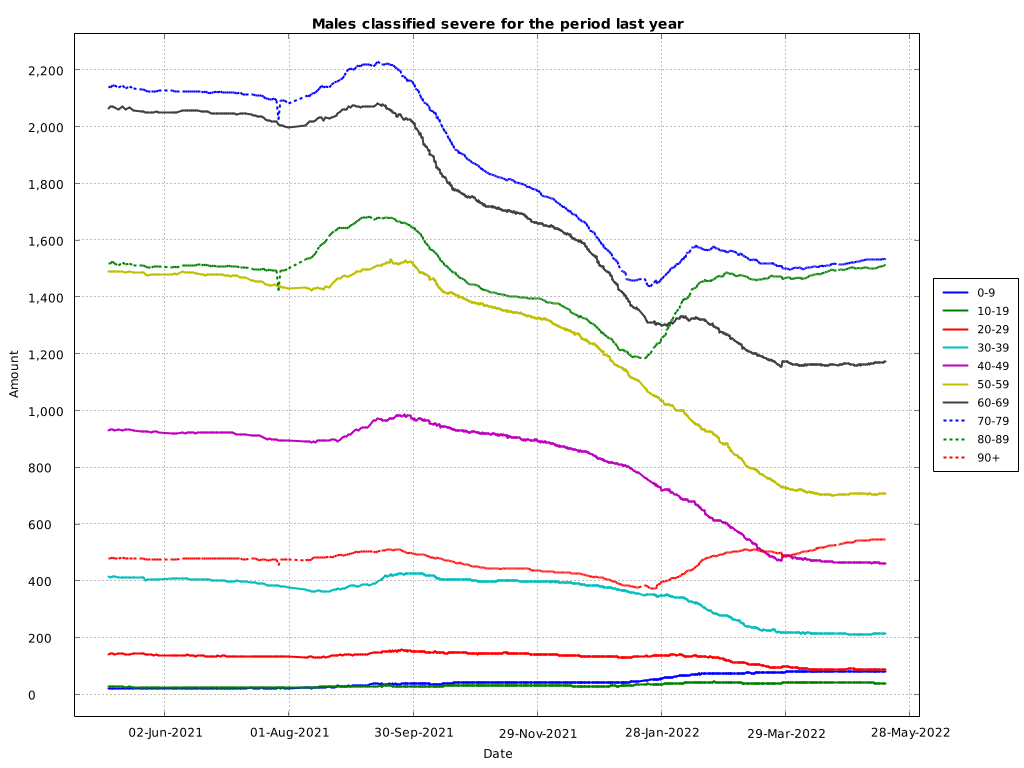 Males classified severe for the period last year
2,200
2,000
1,800
1,600
1,400
1,200
1,000
800
600
400
200
0
Amount
02-Jun-2021
01-Aug-2021
30-Sep-2021
29-Nov-2021
28-Jan-2022
29-Mar-2022
28-May-2022
Date
0-9
10-19
20-29
30-39
40-49
50-59
60-69
70-79
80-89
90+